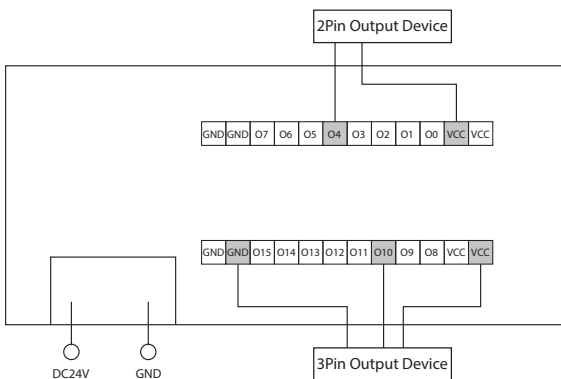 2Pin Output Device
GND GND O7 O6 O5 O4 O3 O2 O1 O0 VCC VCC
GND GND O15 O14 O13 O12 O11 O10 O9 O8 VCC VCC
DC24V GND
3Pin Output Device